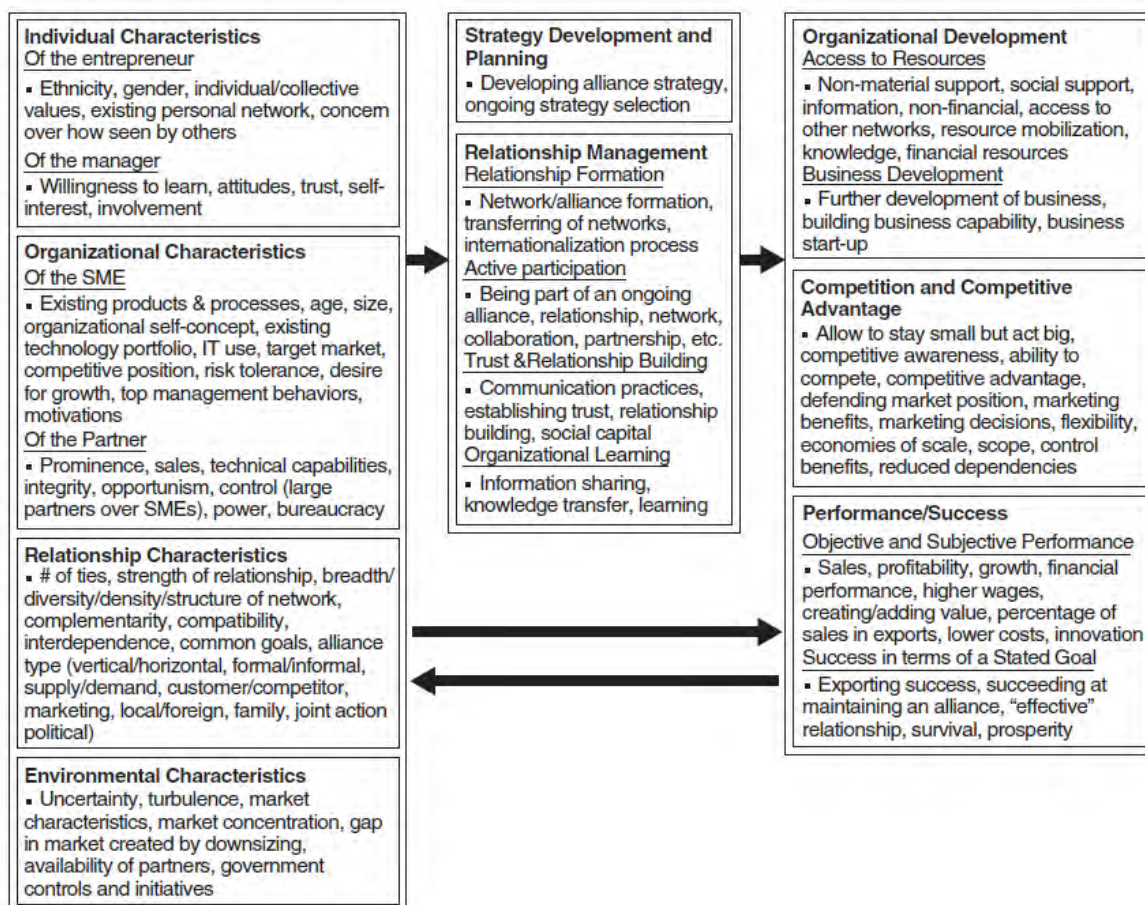 Individual Characteristics
Of the entrepreneur
▪ Ethnicity, gender, individual/collective
values, existing personal network, concern
over how seen by others
Of the manager
▪ Willingness to learn, attitudes, trust, self-
interest, involvement
Organizational Characteristics
Of the SME
▪ Existing products & processes, age, size,
organizational self-concept, existing
technology portfolio, IT use, target market,
competitive position, risk tolerance, desire
for growth, top management behaviors,
motivations
Of the Partner
▪ Prominence, sales, technical capabilities,
integrity, opportunism, control (large
partners over SMEs), power, bureaucracy
Relationship Characteristics
▪ # of ties, strength of relationship, breadth/
diversity/density/structure of network,
complementarity, compatibility,
interdependence, common goals, alliance
type (vertical/horizontal, formal/informal,
supply/demand, customer/competitor,
marketing, local/foreign, family, joint action
political)
Environmental Characteristics
▪ Uncertainty, turbulence, market
characteristics, market concentration, gap
in market created by downsizing,
availability of partners, government
controls and initiatives
Strategy Development and
Planning
▪ Developing alliance strategy,
ongoing strategy selection
Relationship Management
Relationship Formation
▪ Network/alliance formation,
transferring of networks,
internationalization process
Active participation
▪ Being part of an ongoing
alliance, relationship, network,
collaboration, partnership, etc.
Trust &Relationship Building
▪ Communication practices,
establishing trust, relationship
building, social capital
Organizational Learning
▪ Information sharing,
knowledge transfer, learning
Organizational Development
Access to Resources
▪ Non-material support, social support,
information, non-financial, access to
other networks, resource mobilization,
knowledge, financial resources
Business Development
▪ Further development of business,
building business capability, business
start-up
Competition and Competitive
Advantage
▪ Allow to stay small but act big,
competitive awareness, ability to
compete, competitive advantage,
defending market position, marketing
benefits, marketing decisions, flexibility,
economies of scale, scope, control
benefits, reduced dependencies
Performance/Success
Objective and Subjective Performance
▪ Sales, profitability, growth, financial
performance, higher wages,
creating/adding value, percentage of
sales in exports, lower costs, innovation
Success in terms of a Stated Goal
▪ Exporting success, succeeding at
maintaining an alliance, “effective”
relationship, survival, prosperity